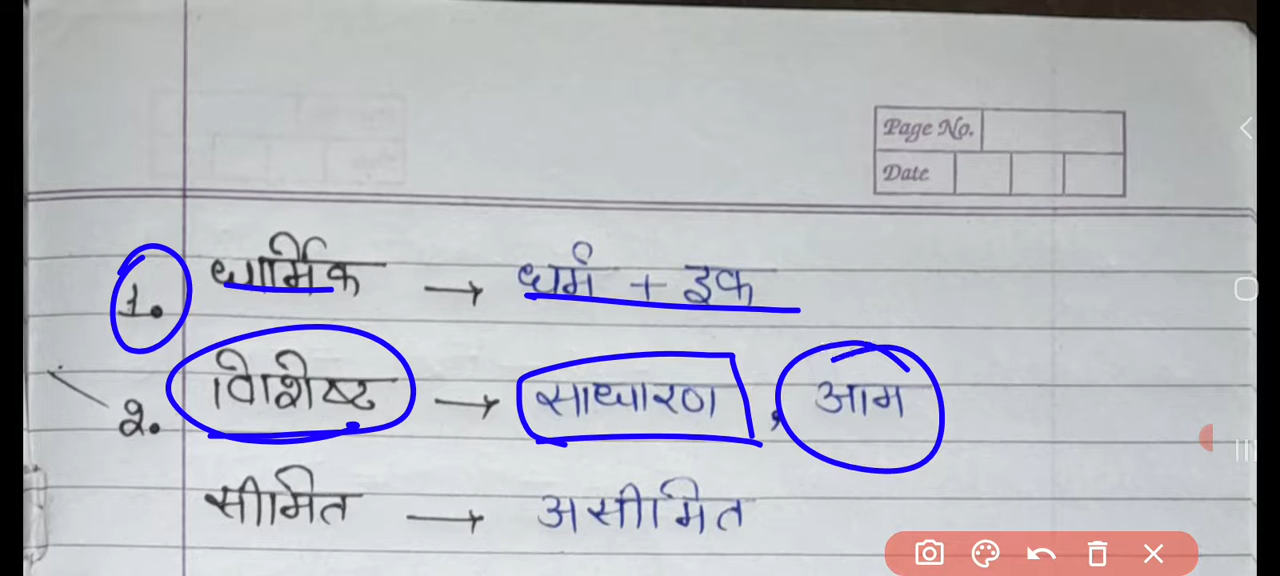 Page No.
Date
1. धार्मिक → धर्म + इक
2. विशिष्ट → साधारण, आम
सीमित → असीमित